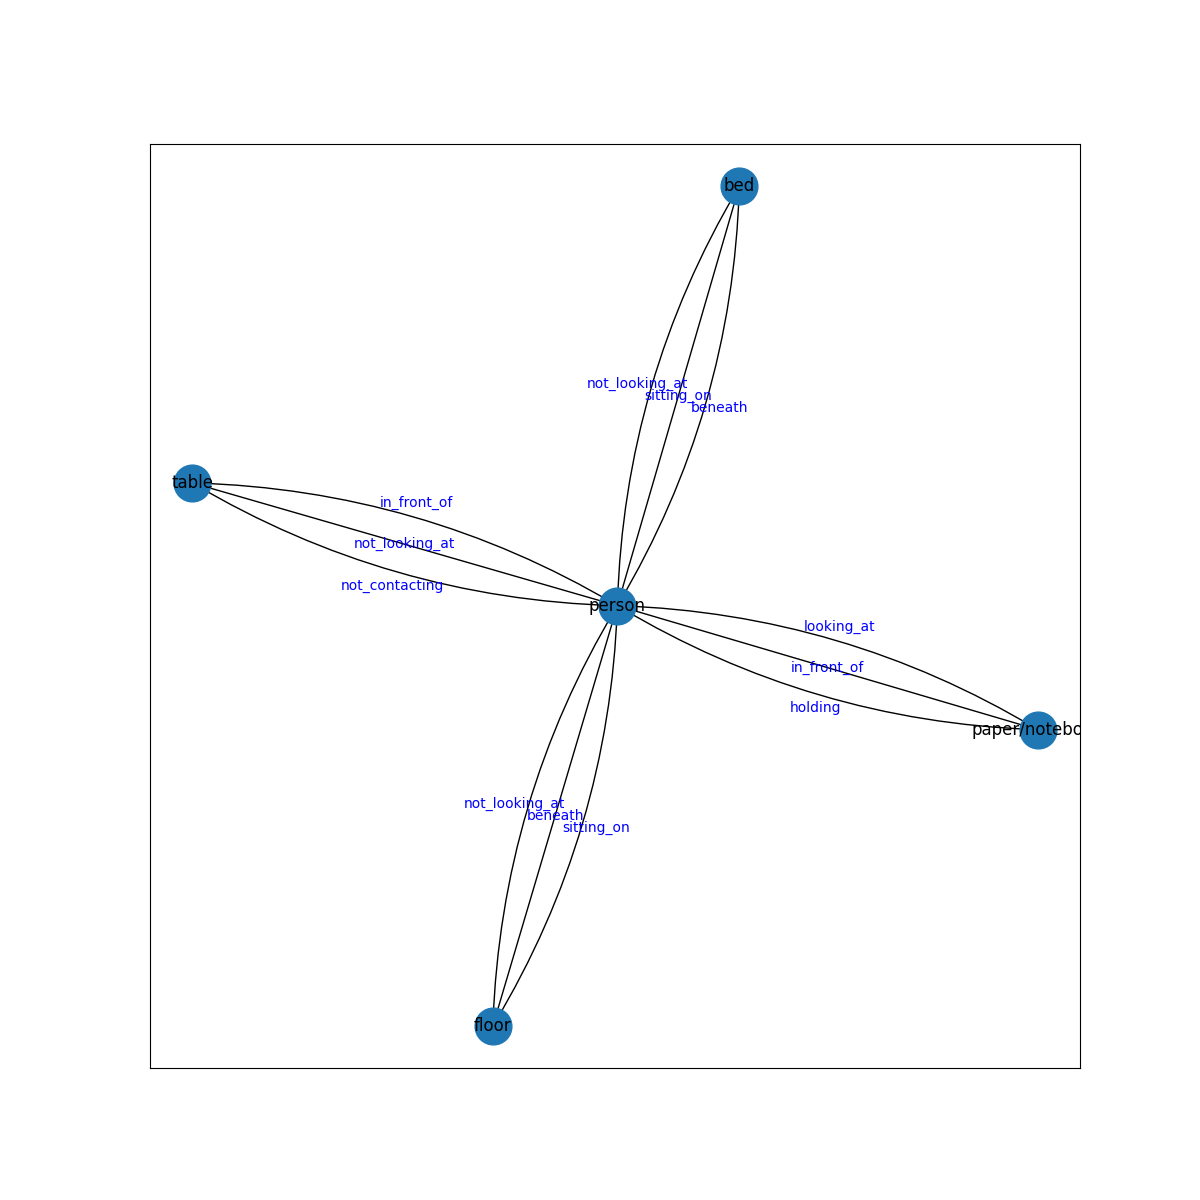 bed
not_looking_at
sitting_on
beneath
table
in_front_of
not_looking_at
not_contacting
person
looking_at
in_front_of
holding
paper/notebo
not_looking_at
beneath
sitting_on
floor